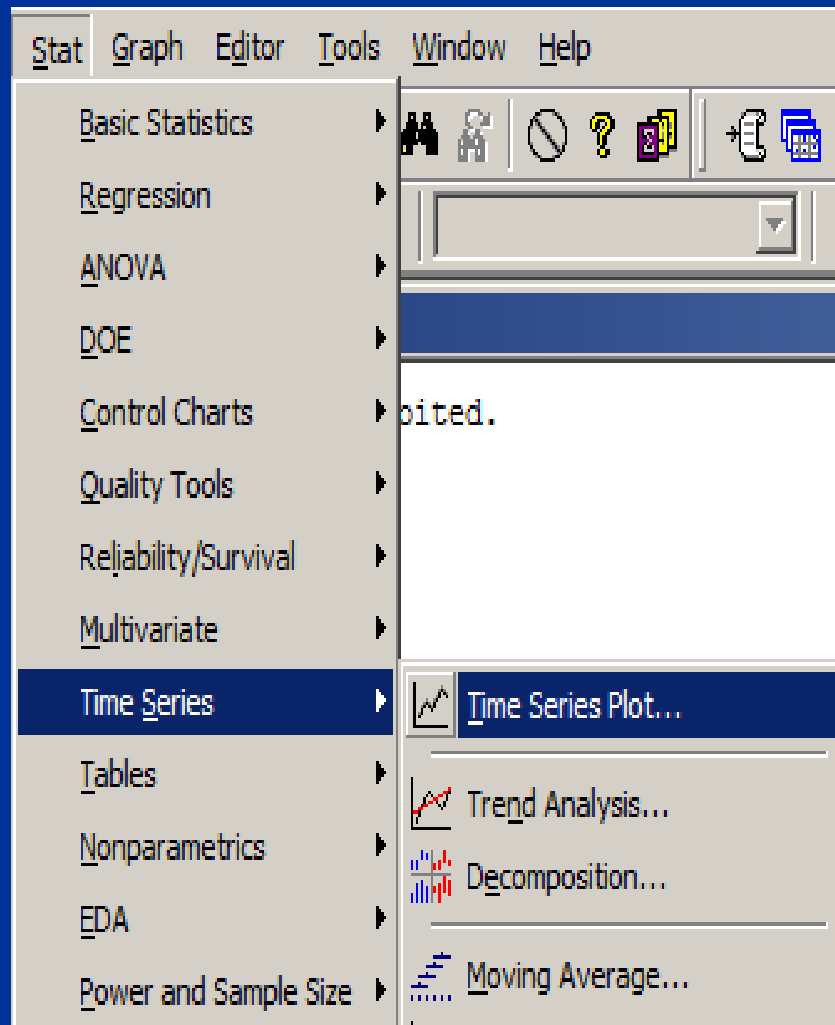 Stat Graph Editor Tools Window Help
Basic Statistics
Regression
ANOVA
DOE
Control Charts
bited.
Quality Tools
Reliability/Survival
Multivariate
Time Series
Time Series Plot...
Tables
Trend Analysis...
Nonparametrics
Decomposition...
EDA
Power and Sample Size
Moving Average...